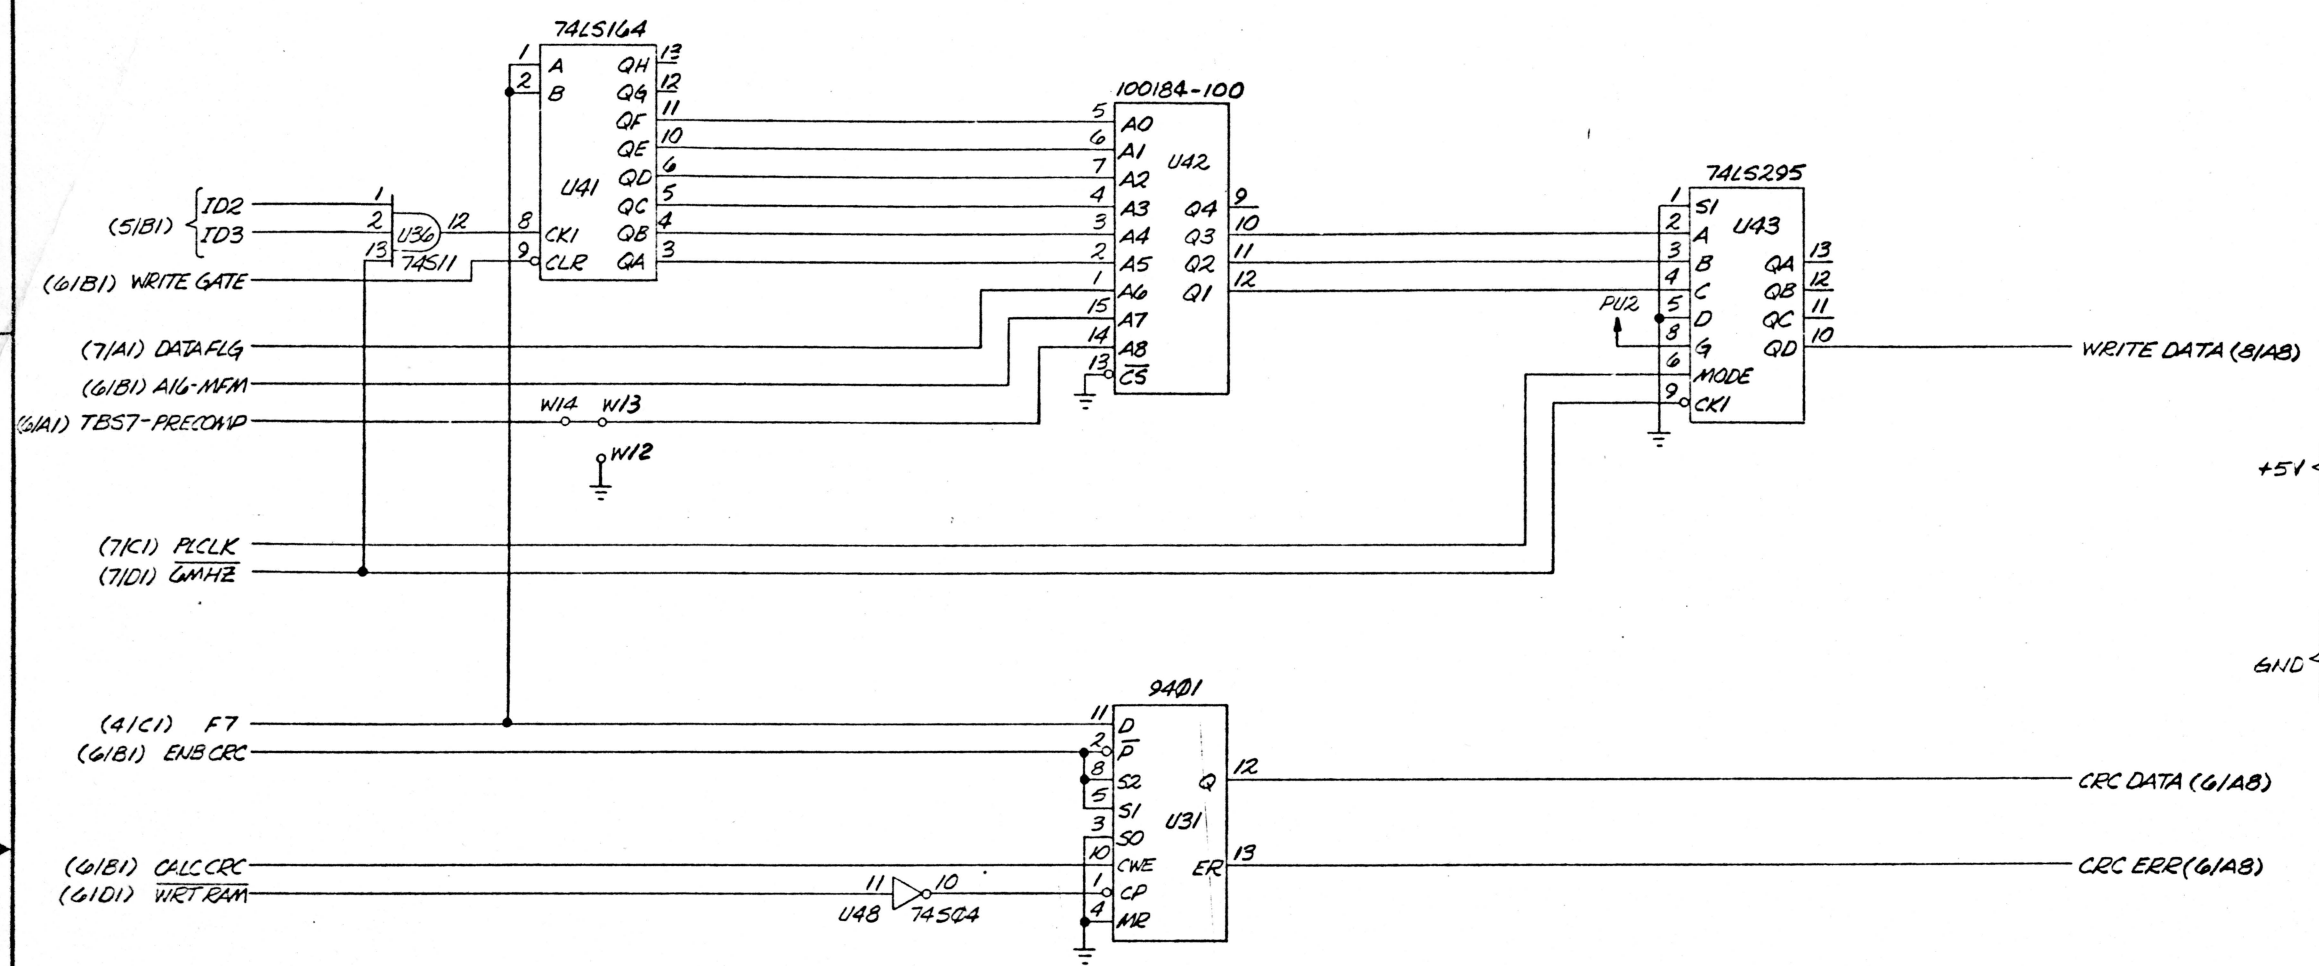 74LS164
1 A QH 13
2 B QG 12
QF 11
QE 10
U41 QD 6
QC 5
8 CK1 QB 4
9 CLR QA 3
(5/B1) { ID2 1
ID3 2 U36 12
13 74S11
(6/B1) WRITE GATE
(7/A1) DATAFLG
(6/B1) A16-MFM
(6/A1) TBS7-PRECOMP
W14 W13
W12
100184-100
5 A0
6 A1 U42
7 A2
4 A3 Q4 9
3 A4 Q3 10
2 A5 Q2 11
1 A6 Q1 12
15 A7
14 A8
13 C̅S̅
74LS295
1 S1 U43
2 A
3 B QA 13
4 C QB 12
PU2 5 D QC 11
8 G QD 10 WRITE DATA (8/A8)
6 MODE
9 CK1
+5V
(7/C1) PLCLK
(7/D1) 6̅M̅H̅Z̅
GND
9401
(4/C1) F7 11 D
(6/B1) ENBCRC 2 P̅
8 S2 Q 12 CRC DATA (6/A8)
5 S1 U31
3 S0
(6/B1) CALCCRC 10 CWE ER 13 CRC ERR (6/A8)
(6/D1) W̅R̅T̅ R̅A̅M̅ 11 10 1 CP
U48 74S04
4 MR